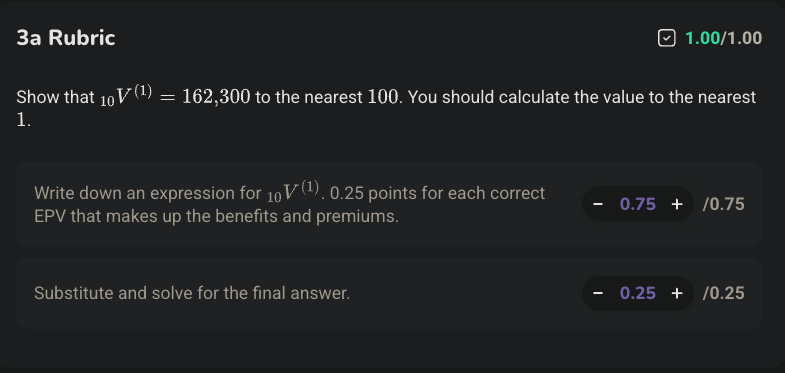 3a Rubric 1.00/1.00
Show that ₁₀V⁽¹⁾ = 162,300 to the nearest 100. You should calculate the value to the nearest
1.
Write down an expression for ₁₀V⁽¹⁾. 0.25 points for each correct
EPV that makes up the benefits and premiums.
− 0.75 + /0.75
Substitute and solve for the final answer. − 0.25 + /0.25